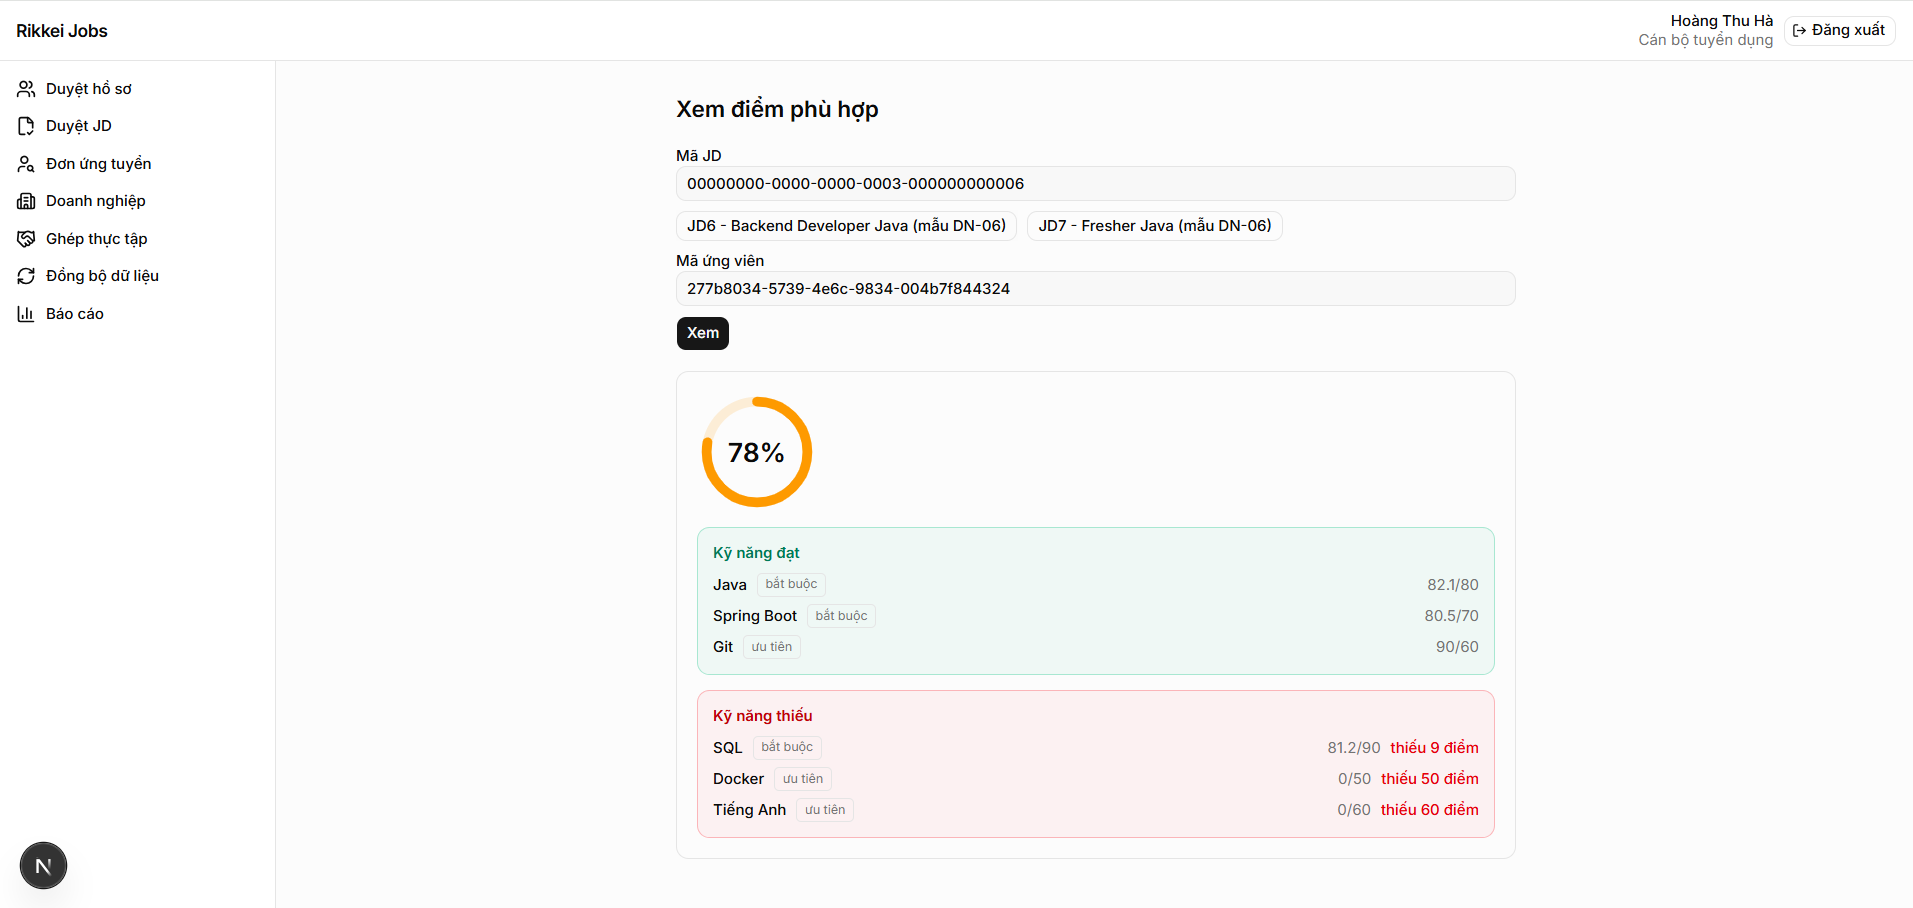 Rikkei Jobs
Hoàng Thu Hà
Cán bộ tuyển dụng
Đăng xuất
Duyệt hồ sơ
Duyệt JD
Đơn ứng tuyển
Doanh nghiệp
Ghép thực tập
Đồng bộ dữ liệu
Báo cáo
Xem điểm phù hợp
Mã JD
00000000-0000-0000-0003-000000000006
JD6 - Backend Developer Java (mẫu DN-06) JD7 - Fresher Java (mẫu DN-06)
Mã ứng viên
277b8034-5739-4e6c-9834-004b7f844324
Xem
78%
Kỹ năng đạt
Java bắt buộc 82.1/80
Spring Boot bắt buộc 80.5/70
Git ưu tiên 90/60
Kỹ năng thiếu
SQL bắt buộc 81.2/90 thiếu 9 điểm
Docker ưu tiên 0/50 thiếu 50 điểm
Tiếng Anh ưu tiên 0/60 thiếu 60 điểm
N